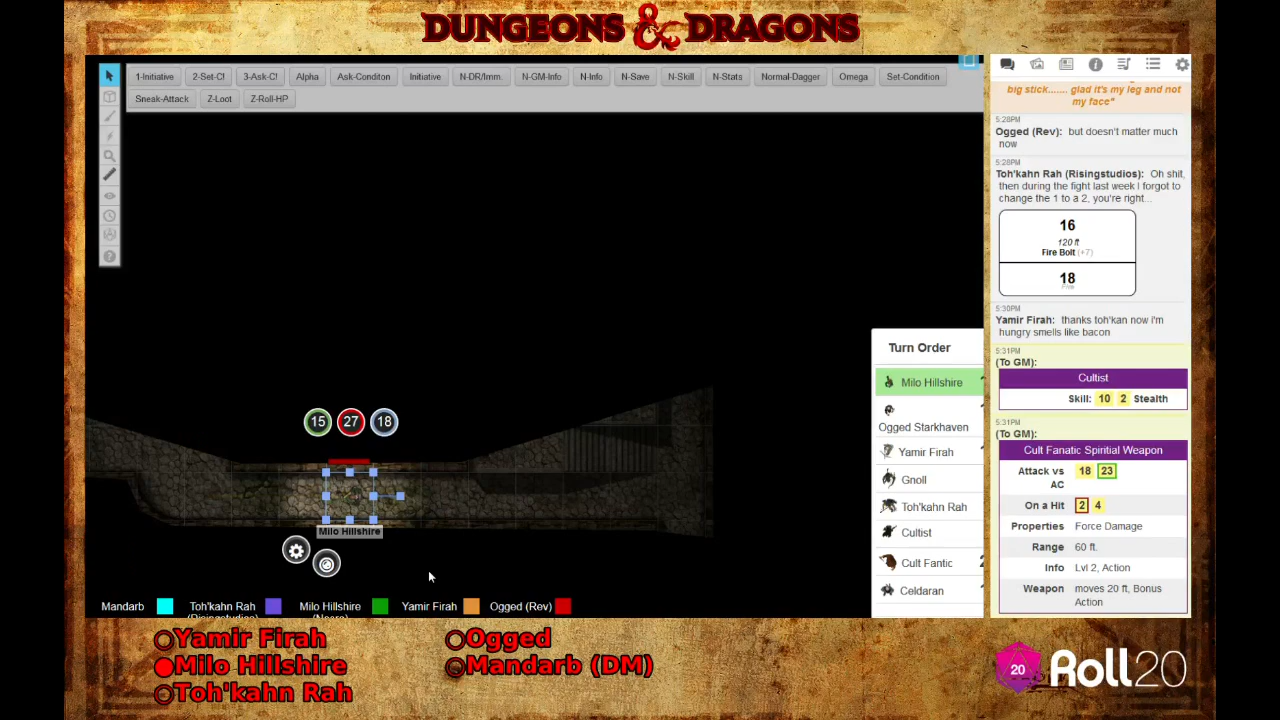 DUNGEONS & DRAGONS
1-Initiative 2-Set-C! 3-Ask-C! Alpha Ask-Conditon Initiative N-DR/Imm. N-GM-Info N-Info N-Save N-Skill N-Stats Normal-Dagger Omega Set-Condition
Sneak-Attack Z-Loot Z-Roll-HP
big stick....... glad it's my leg and not
my face"
5:28PM
Ogged (Rev): but doesn't matter much
now
5:28PM
Toh'kahn Rah (Risingstudios): Oh shit,
then during the fight last week I forgot to
change the 1 to a 2, you're right...
16
120 ft
Fire Bolt (+7)
18
5:30PM
Yamir Firah: thanks toh'kan now i'm
hungry smells like bacon
5:31PM
(To GM):
Cultist
Skill: 10 2 Stealth
5:31PM
(To GM):
Cult Fanatic Spiritial Weapon
Attack vs
AC
18 23
On a Hit 2 4
Properties Force Damage
Range 60 ft.
Info Lvl 2, Action
Weapon moves 20 ft, Bonus
Action
Turn Order
Milo Hillshire
Ogged Starkhaven
Yamir Firah
Gnoll
Toh'kahn Rah
Cultist
Cult Fantic
Celdaran
15 27 18
Milo Hillshire
Mandarb Toh'kahn Rah Milo Hillshire Yamir Firah Ogged (Rev)
Yamir Firah
Milo Hillshire
Toh'kahn Rah
Ogged
Mandarb (DM)
20 Roll20